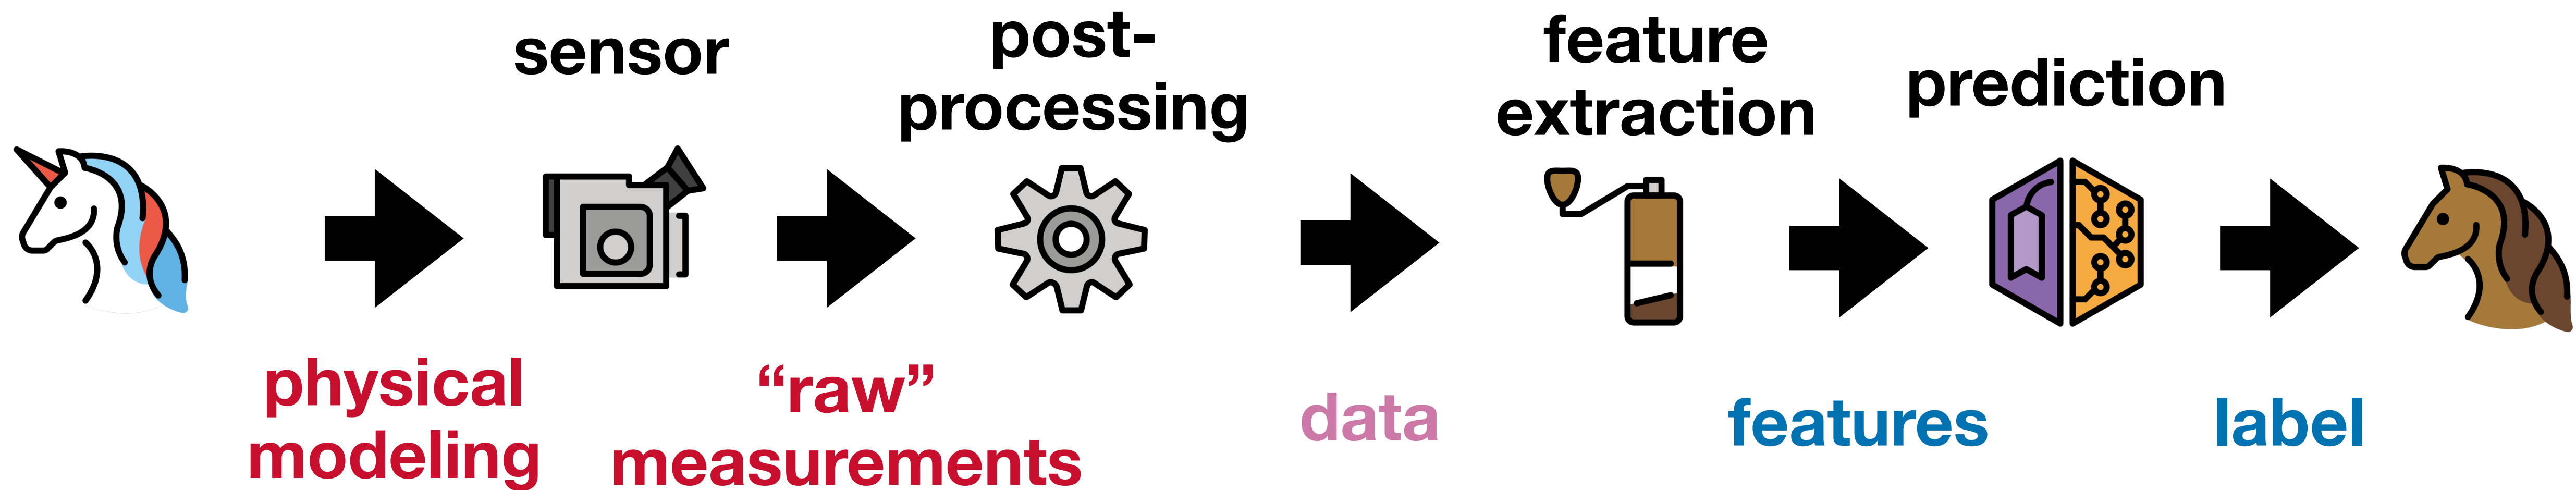 sensor
post-
processing
feature
extraction
prediction
physical
modeling
“raw”
measurements
data
features
label